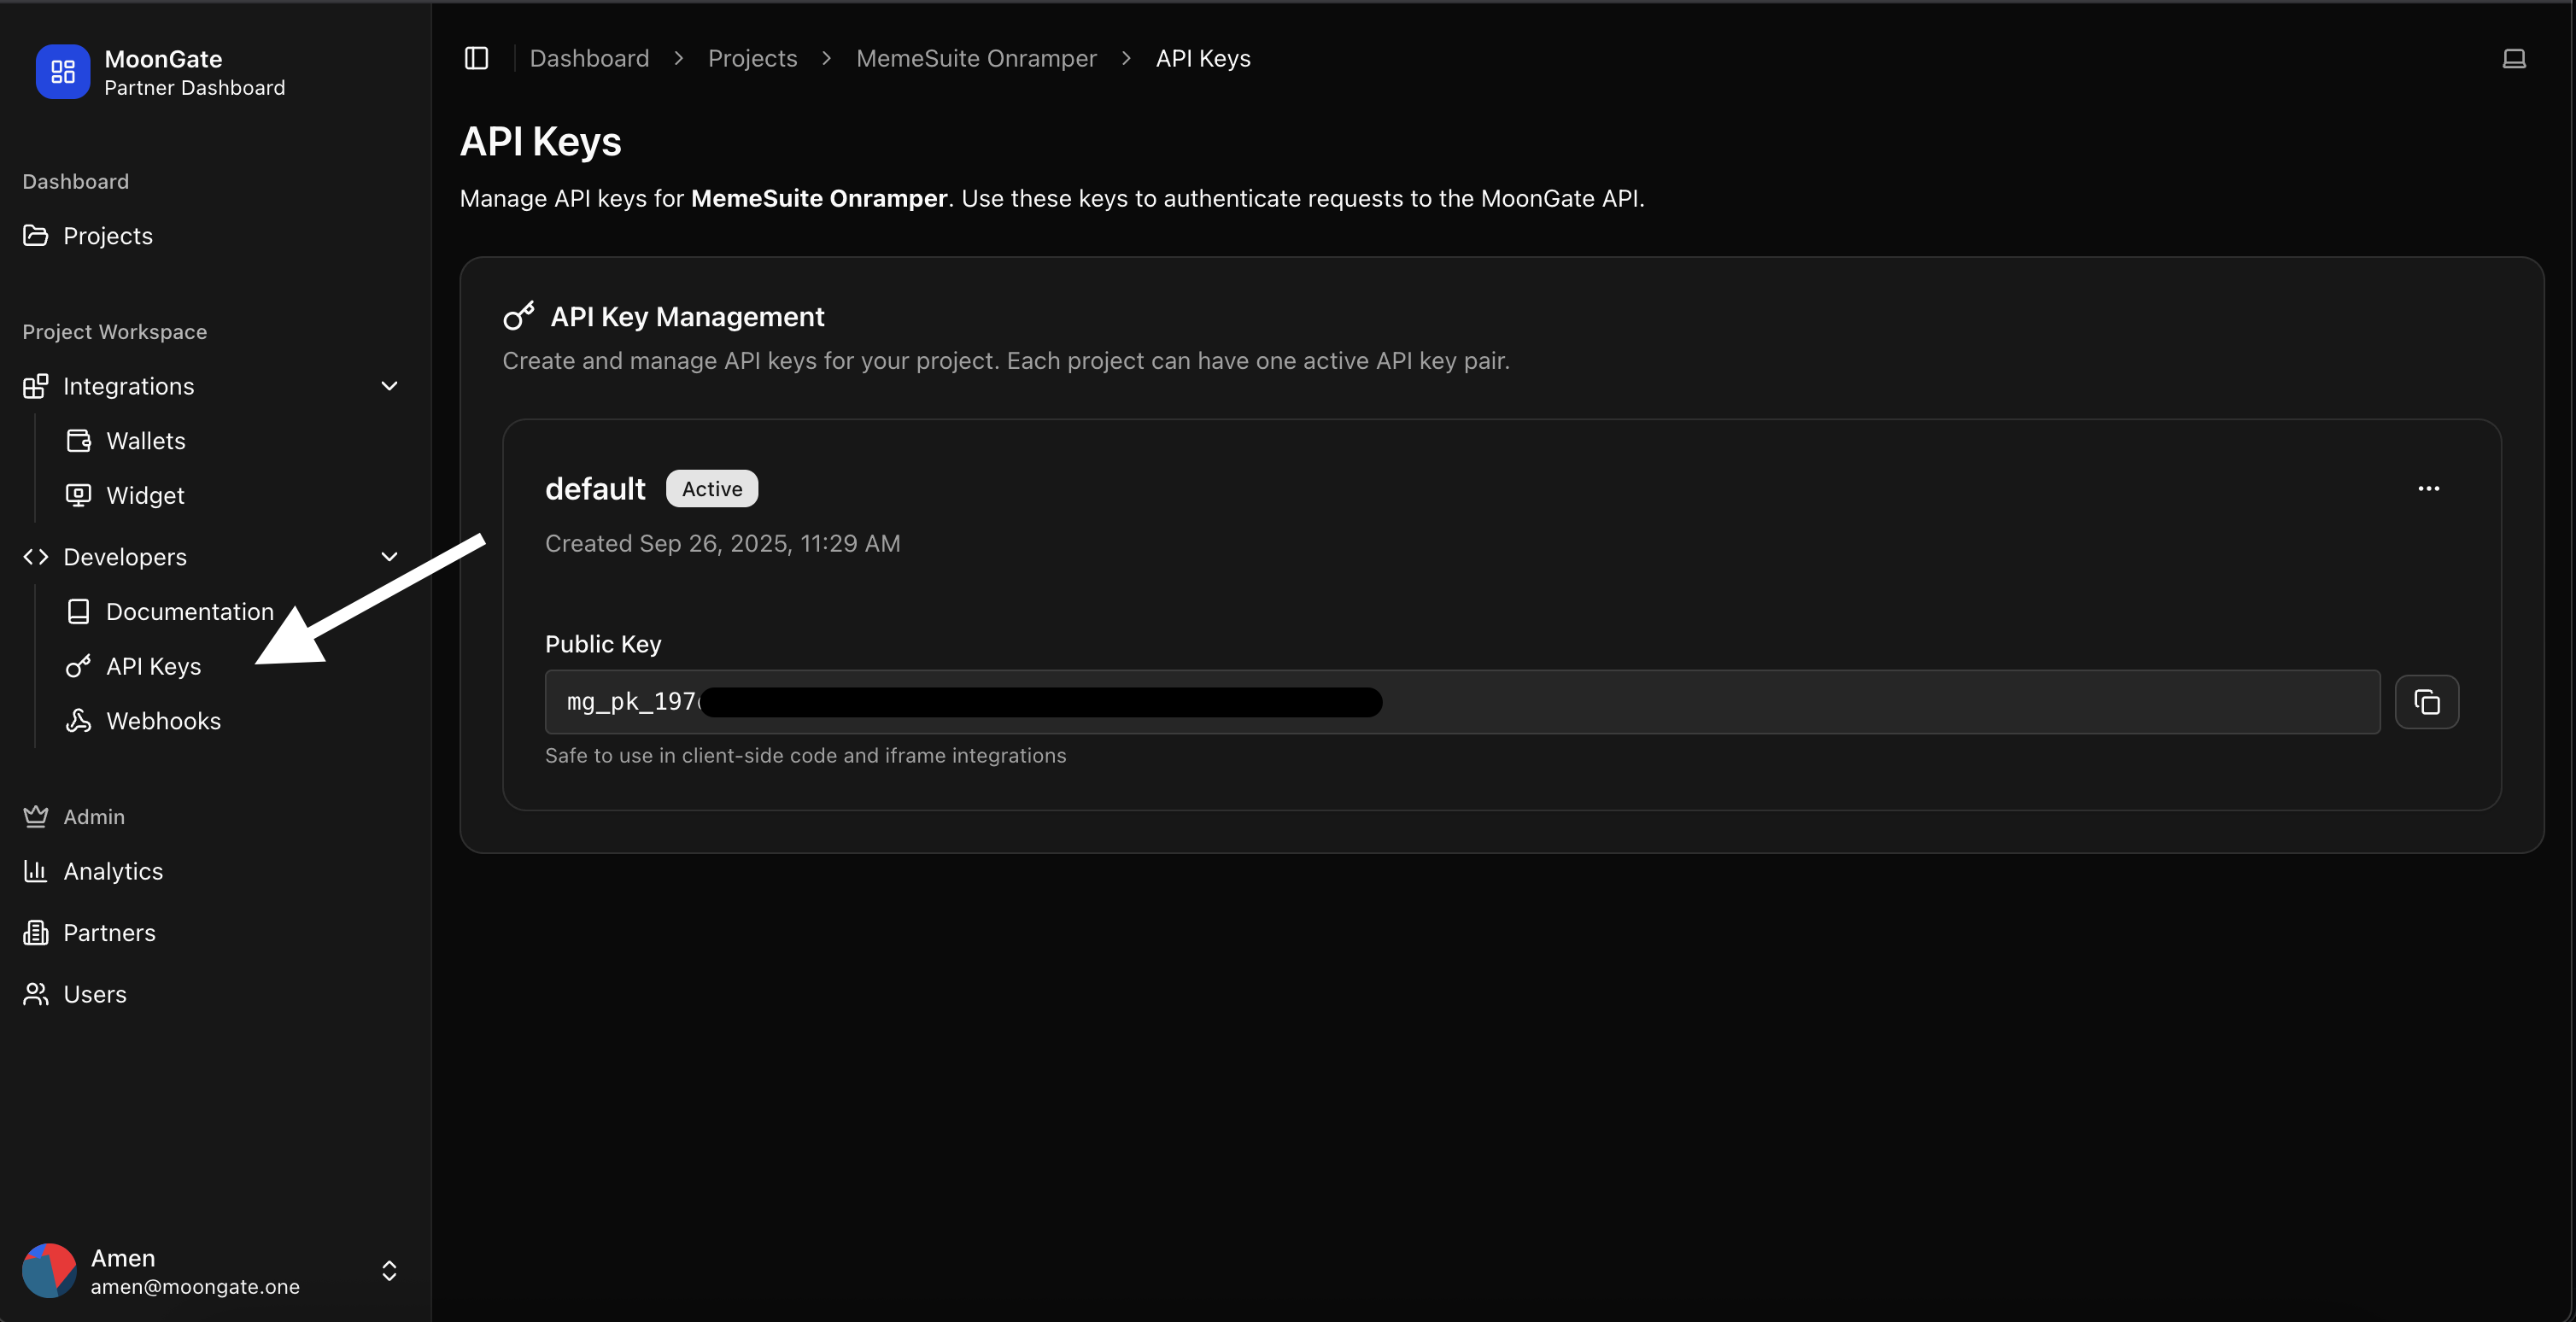 MoonGate
Partner Dashboard
Dashboard
Projects
Project Workspace
Integrations
Wallets
Widget
Developers
Documentation
API Keys
Webhooks
Admin
Analytics
Partners
Users
Amen
amen@moongate.one
Dashboard > Projects > MemeSuite Onramper > API Keys
API Keys
Manage API keys for MemeSuite Onramper. Use these keys to authenticate requests to the MoonGate API.
API Key Management
Create and manage API keys for your project. Each project can have one active API key pair.
default Active
Created Sep 26, 2025, 11:29 AM
Public Key
mg_pk_197
Safe to use in client-side code and iframe integrations